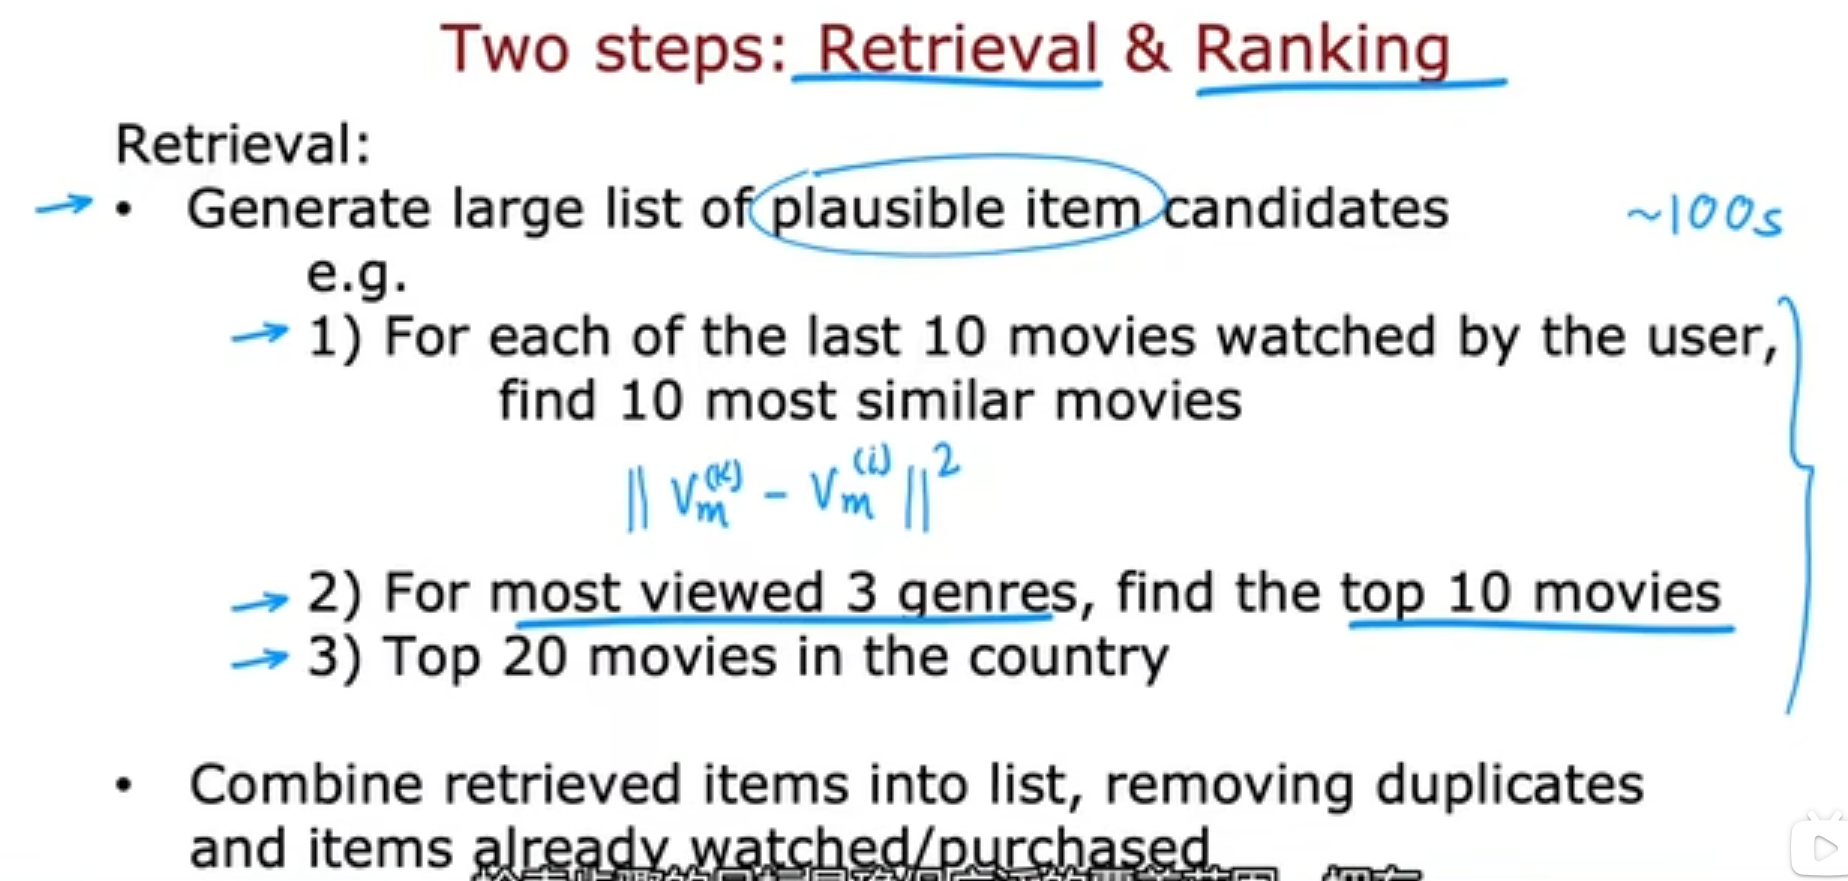 Two steps: Retrieval & Ranking
Retrieval:
• Generate large list of plausible item candidates ~100s
e.g.
1) For each of the last 10 movies watched by the user,
find 10 most similar movies
|| Vm^(k) - Vm^(i) ||^2
2) For most viewed 3 genres, find the top 10 movies
3) Top 20 movies in the country
• Combine retrieved items into list, removing duplicates
and items already watched/purchased